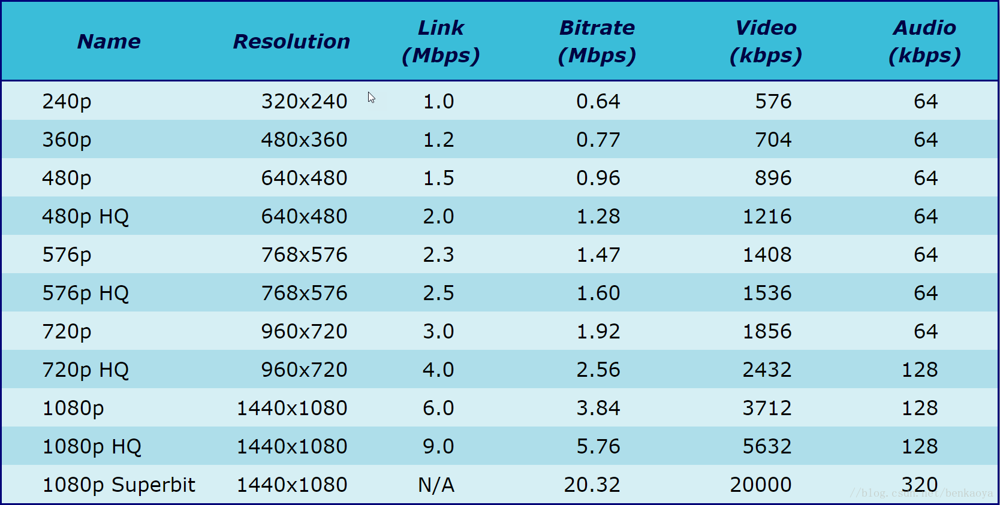 Name Resolution Link (Mbps) Bitrate (Mbps) Video (kbps) Audio (kbps)
240p 320x240 1.0 0.64 576 64
360p 480x360 1.2 0.77 704 64
480p 640x480 1.5 0.96 896 64
480p HQ 640x480 2.0 1.28 1216 64
576p 768x576 2.3 1.47 1408 64
576p HQ 768x576 2.5 1.60 1536 64
720p 960x720 3.0 1.92 1856 64
720p HQ 960x720 4.0 2.56 2432 128
1080p 1440x1080 6.0 3.84 3712 128
1080p HQ 1440x1080 9.0 5.76 5632 128
1080p Superbit 1440x1080 N/A 20.32 20000 320
//blog.csdn.net/benkaoya